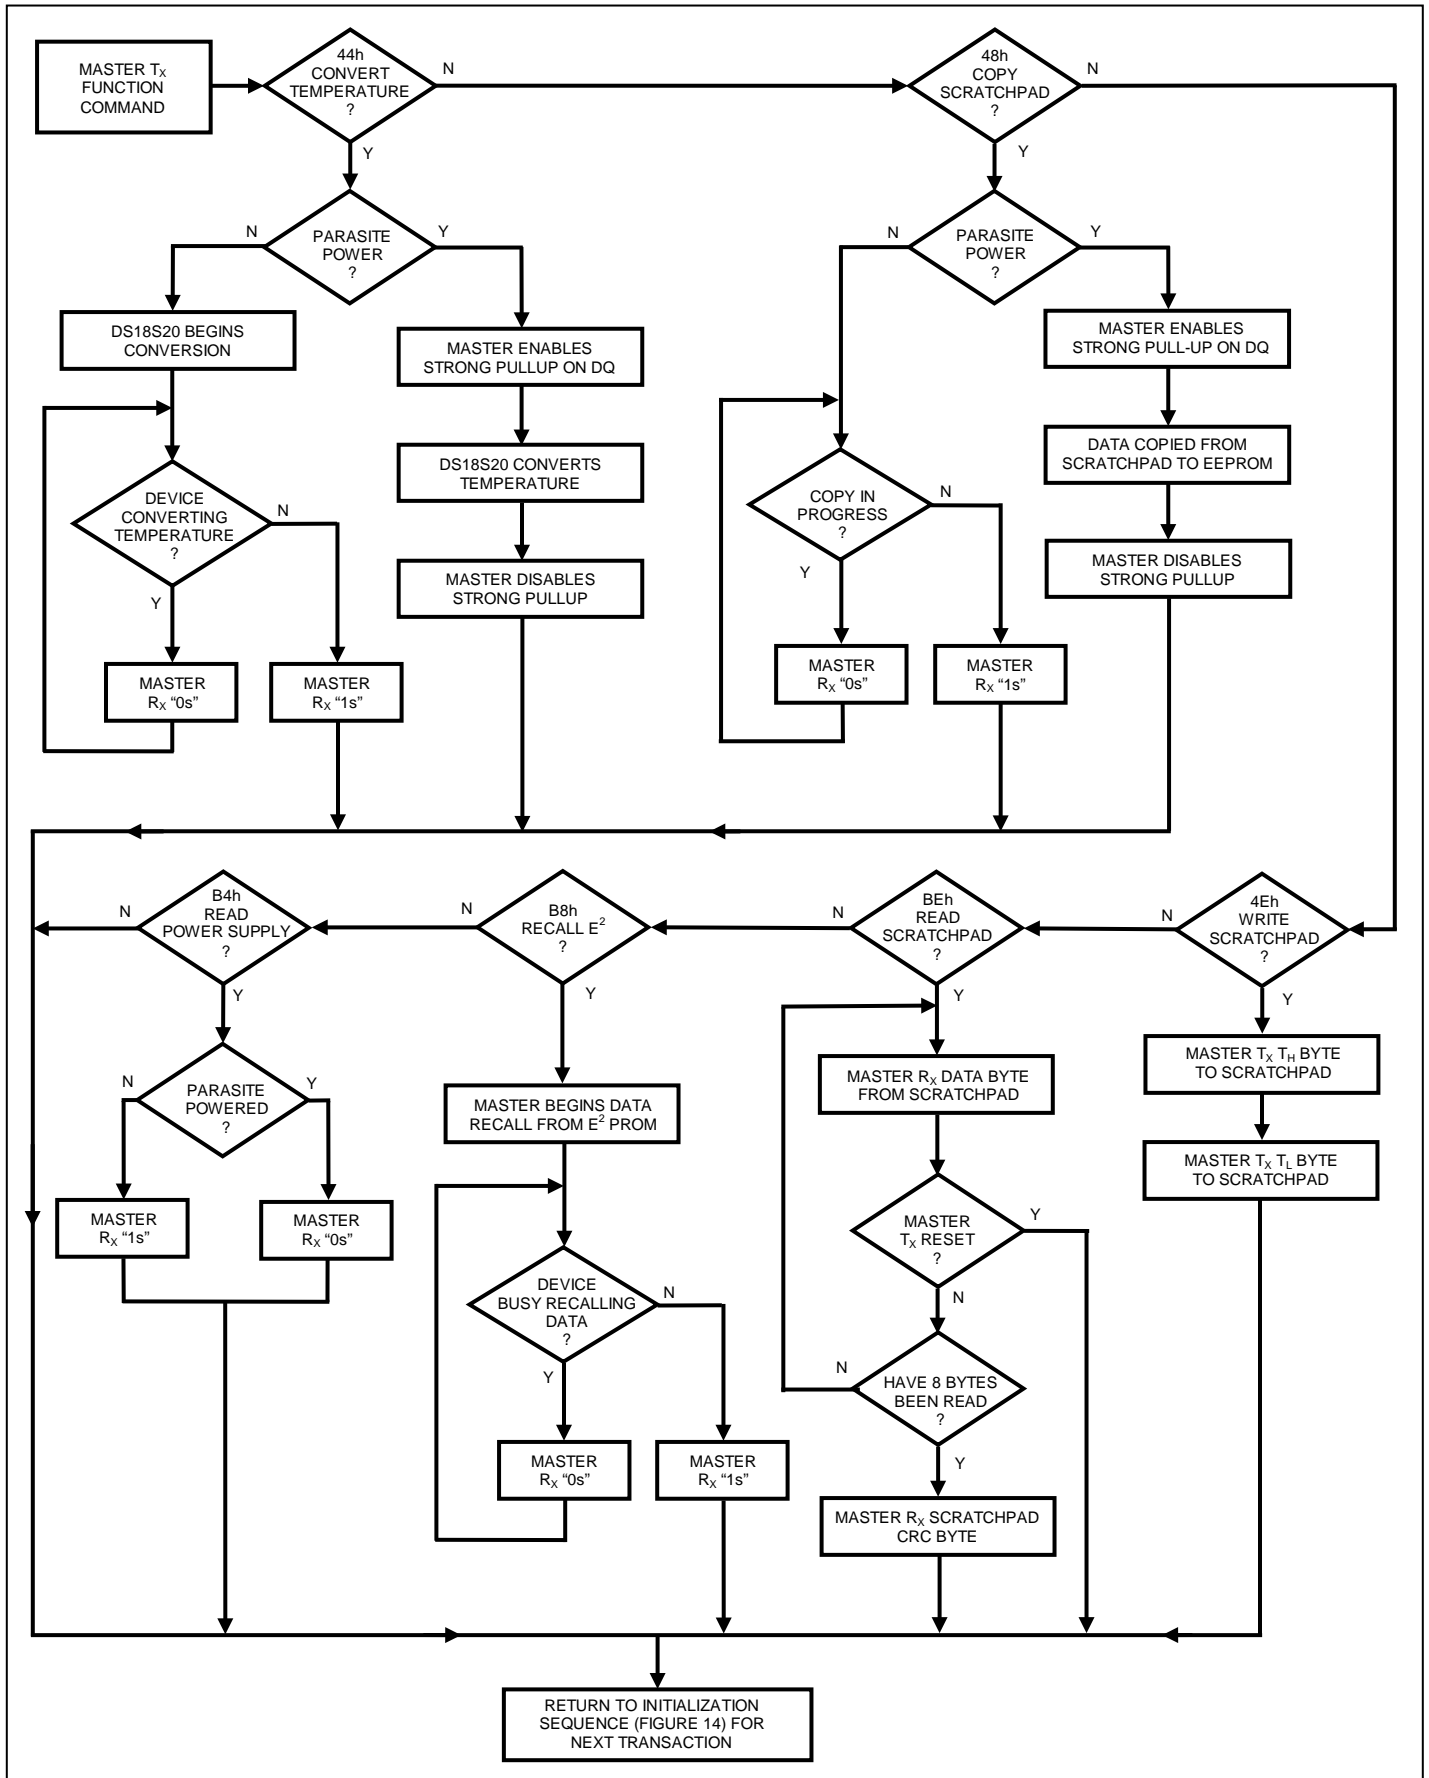 MASTER TX
FUNCTION
COMMAND
44h
CONVERT
TEMPERATURE
?
N
Y
48h
COPY
SCRATCHPAD
?
N
Y
PARASITE
POWER
?
N
Y
PARASITE
POWER
?
N
Y
DS18S20 BEGINS
CONVERSION
MASTER ENABLES
STRONG PULLUP ON DQ
MASTER ENABLES
STRONG PULL-UP ON DQ
DS18S20 CONVERTS
TEMPERATURE
DATA COPIED FROM
SCRATCHPAD TO EEPROM
DEVICE
CONVERTING
TEMPERATURE
?
N
Y
COPY IN
PROGRESS
?
N
Y
MASTER DISABLES
STRONG PULLUP
MASTER DISABLES
STRONG PULLUP
MASTER
RX “0s”
MASTER
RX “1s”
MASTER
RX “0s”
MASTER
RX “1s”
B4h
READ
POWER SUPPLY
?
N
Y
B8h
RECALL E2
?
N
Y
BEh
READ
SCRATCHPAD
?
N
Y
4Eh
WRITE
SCRATCHPAD
?
N
Y
PARASITE
POWERED
?
N
Y
MASTER BEGINS DATA
RECALL FROM E2 PROM
MASTER RX DATA BYTE
FROM SCRATCHPAD
MASTER TX TH BYTE
TO SCRATCHPAD
MASTER TX TL BYTE
TO SCRATCHPAD
MASTER
RX “1s”
MASTER
RX “0s”
MASTER
TX RESET
?
Y
N
DEVICE
BUSY RECALLING
DATA
?
N
Y
HAVE 8 BYTES
BEEN READ
?
N
Y
MASTER
RX “0s”
MASTER
RX “1s”
MASTER RX SCRATCHPAD
CRC BYTE
RETURN TO INITIALIZATION
SEQUENCE (FIGURE 14) FOR
NEXT TRANSACTION